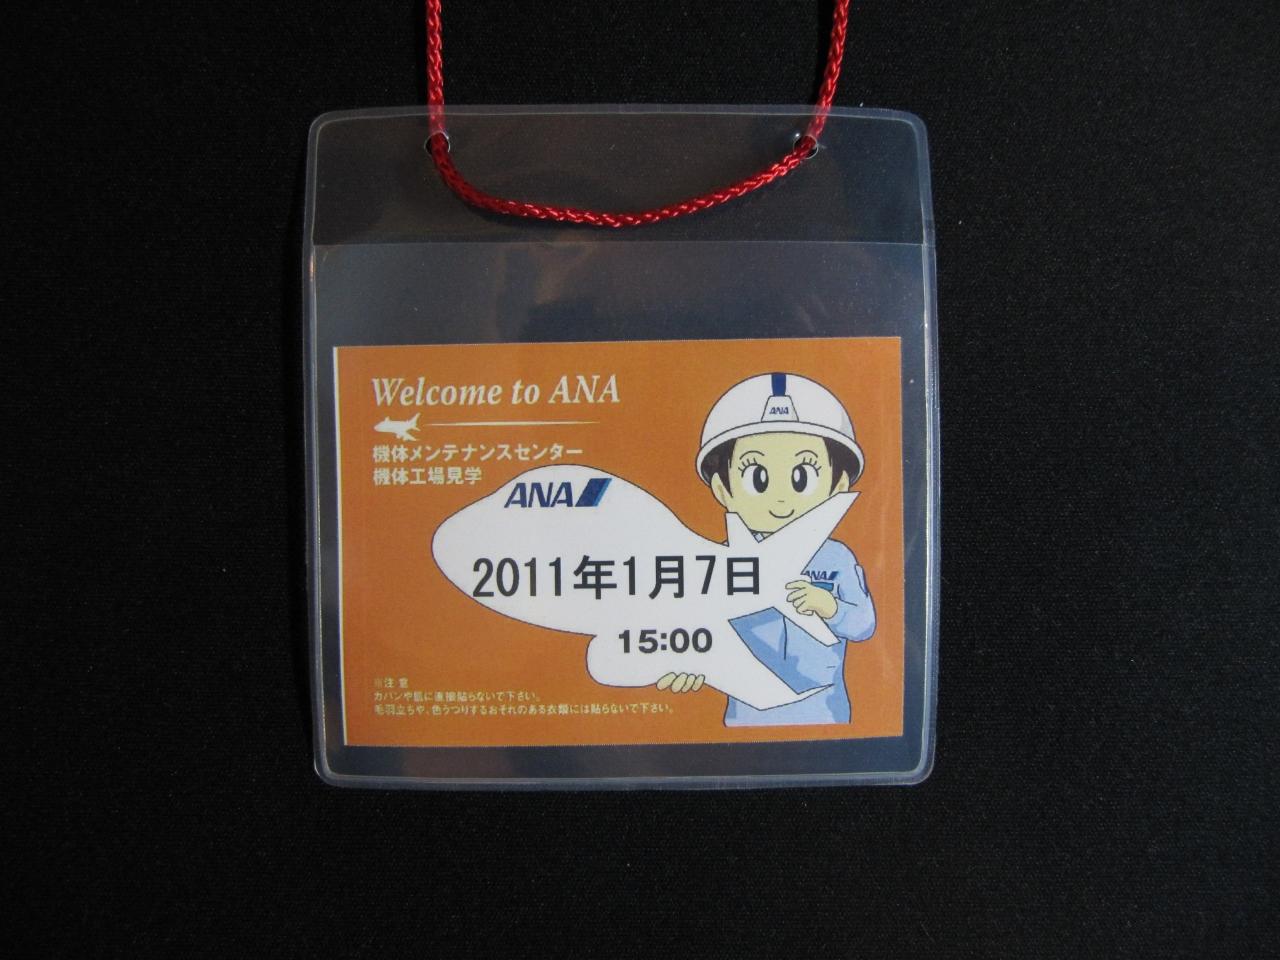 Welcome to ANA
機体メンテナンスセンター
機体工場見学
ANA
ANA
2011年1月7日
ANA
15:00
※注意
カバンや肌に直接貼らないで下さい。
毛羽立ちや、色うつりするおそれのある衣類には貼らないで下さい。